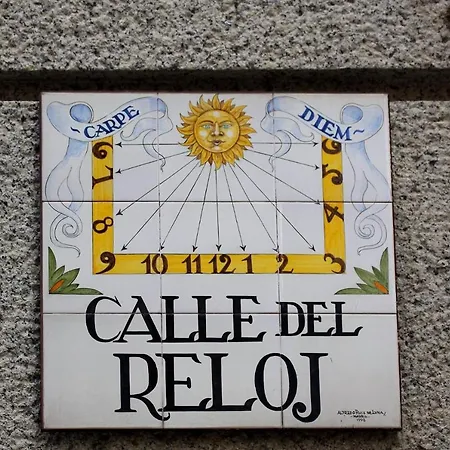 CARPE DIEM
6 6
7 5
8 4
9 10 11 12 1 2 3
CALLE DEL
RELOJ